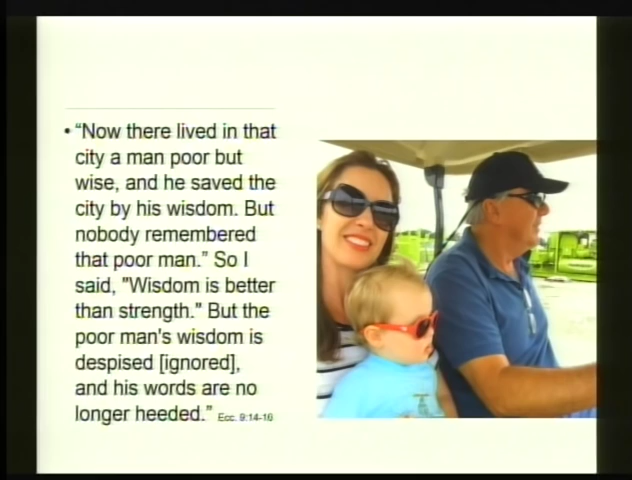 • “Now there lived in that
city a man poor but
wise, and he saved the
city by his wisdom. But
nobody remembered
that poor man.” So I
said, "Wisdom is better
than strength." But the
poor man's wisdom is
despised [ignored],
and his words are no
longer heeded.” Ecc. 9:14-16